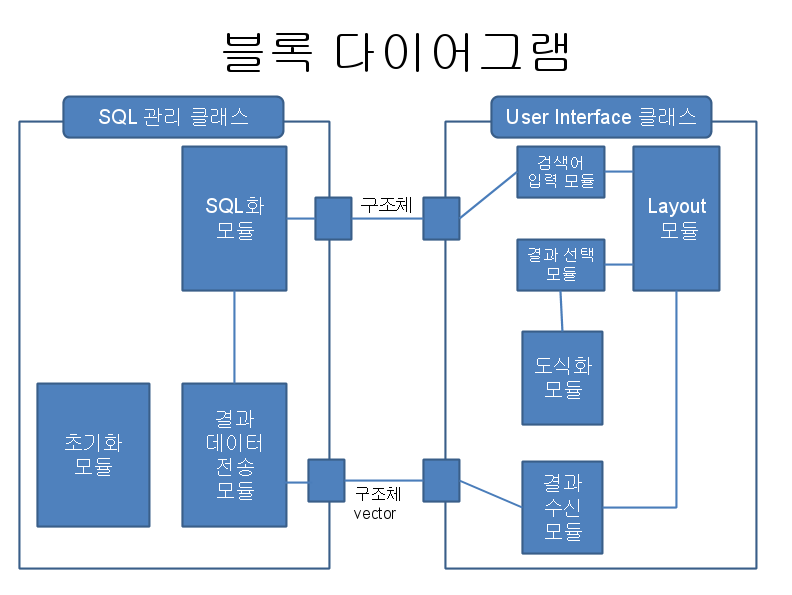 블록 다이어그램
SQL 관리 클래스
SQL화
모듈
초기화
모듈
결과
데이터
전송
모듈
구조체
구조체
vector
User Interface 클래스
검색어
입력 모듈
Layout
모듈
결과 선택
모듈
도식화
모듈
결과
수신
모듈